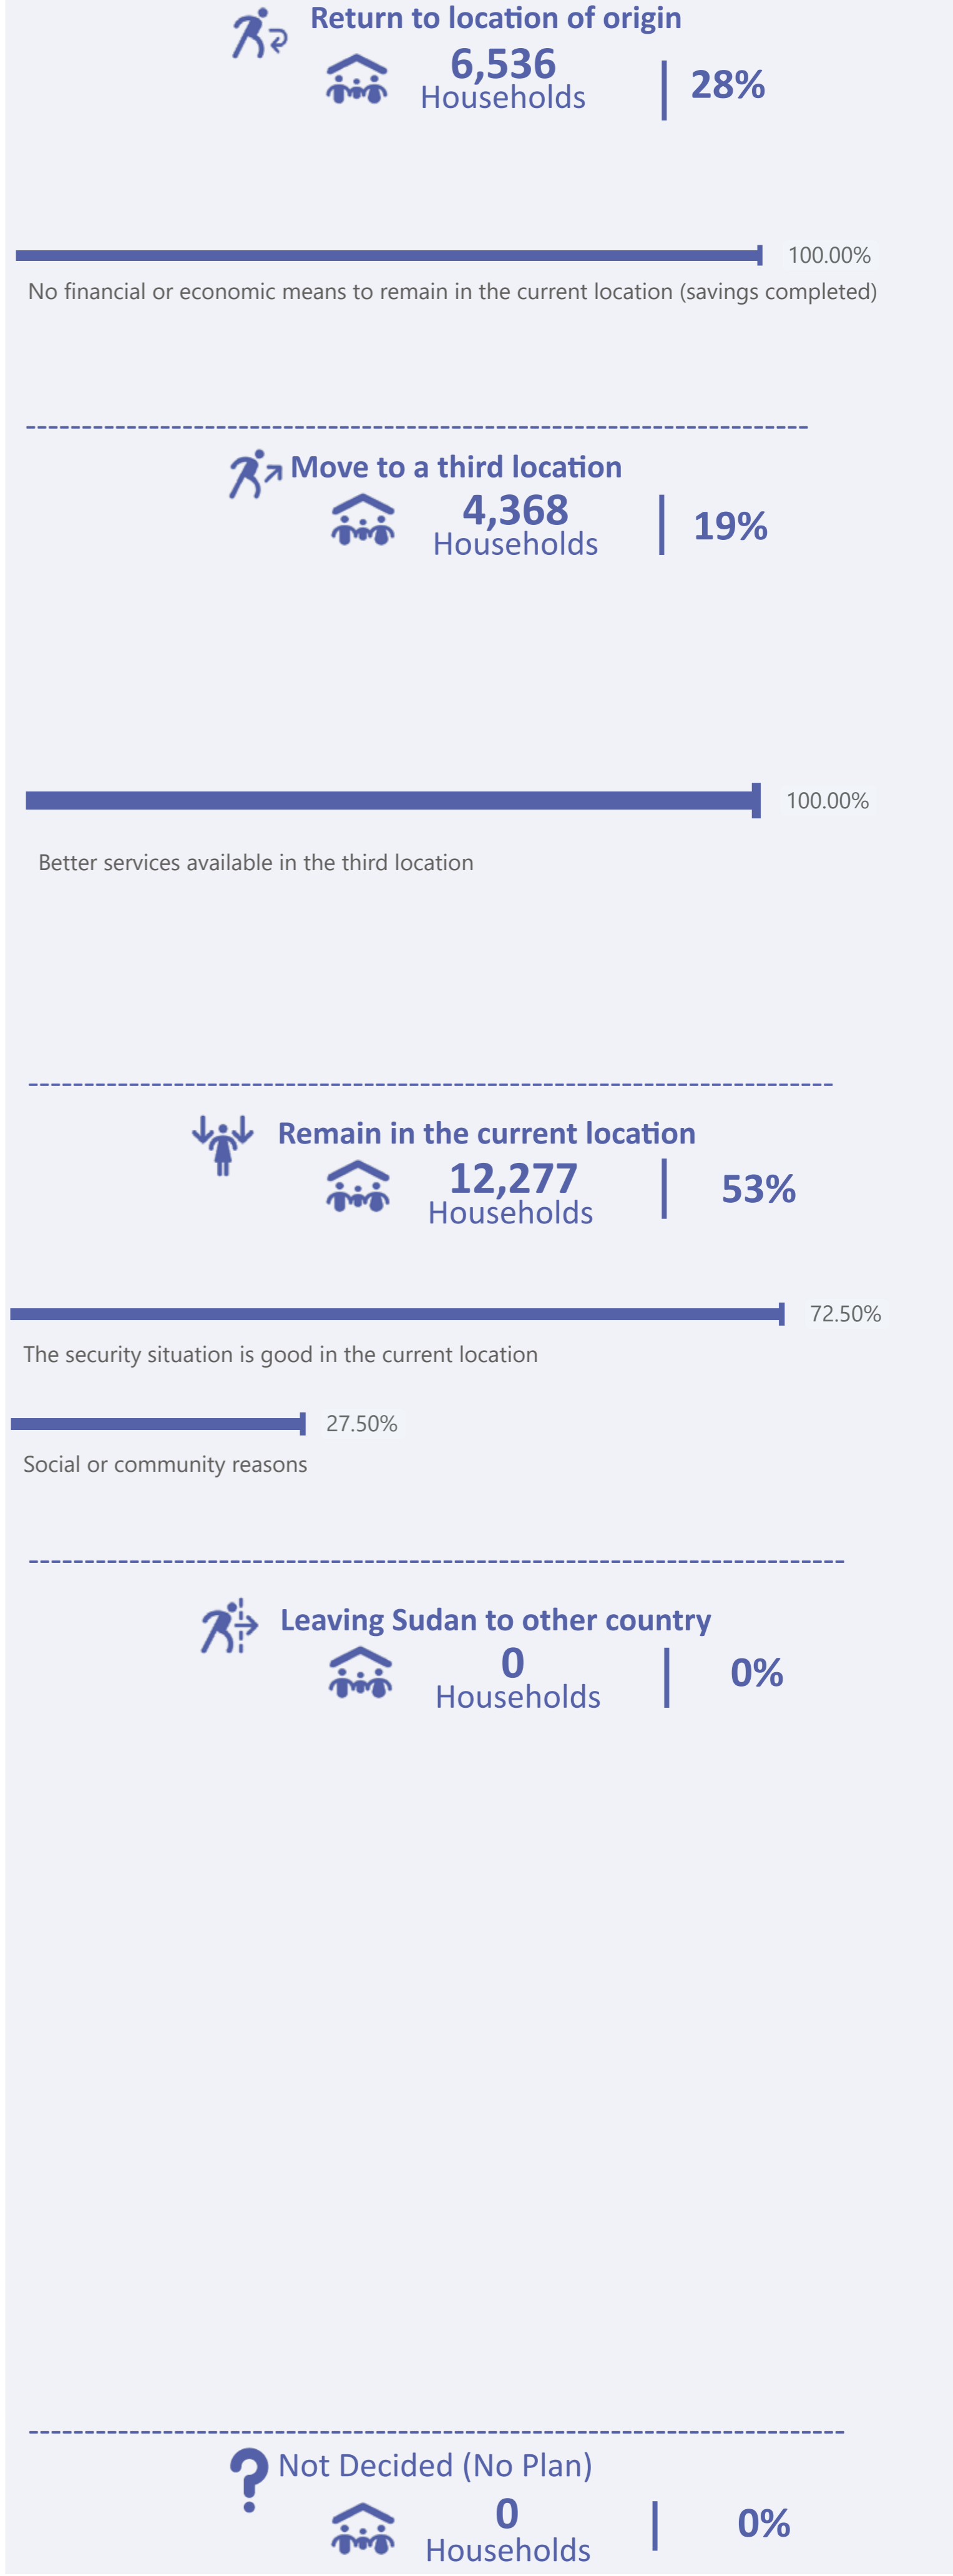 Return to location of origin
6,536
Households
28%
100.00%
No financial or economic means to remain in the current location (savings completed)
Move to a third location
4,368
Households
19%
100.00%
Better services available in the third location
Remain in the current location
12,277
Households
53%
72.50%
The security situation is good in the current location
27.50%
Social or community reasons
Leaving Sudan to other country
0
Households
0%
Not Decided (No Plan)
0
Households
0%